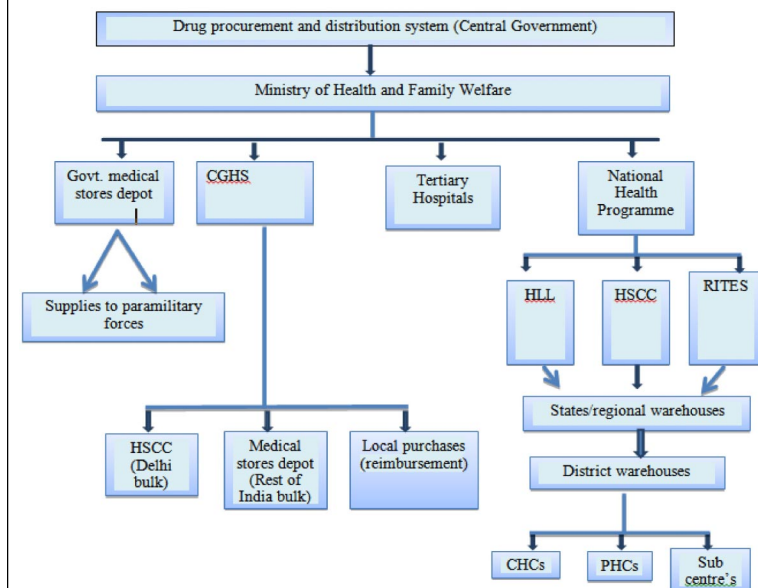 Drug procurement and distribution system (Central Government)
Ministry of Health and Family Welfare
Govt. medical
stores depot
CGHS
Tertiary
Hospitals
National
Health
Programme
Supplies to paramilitary
forces
HLL
HSCC
RITES
States/regional warehouses
HSCC
(Delhi
bulk)
Medical
stores depot
(Rest of
India bulk)
Local purchases
(reimbursement)
District warehouses
CHCs
PHCs
Sub
centre's